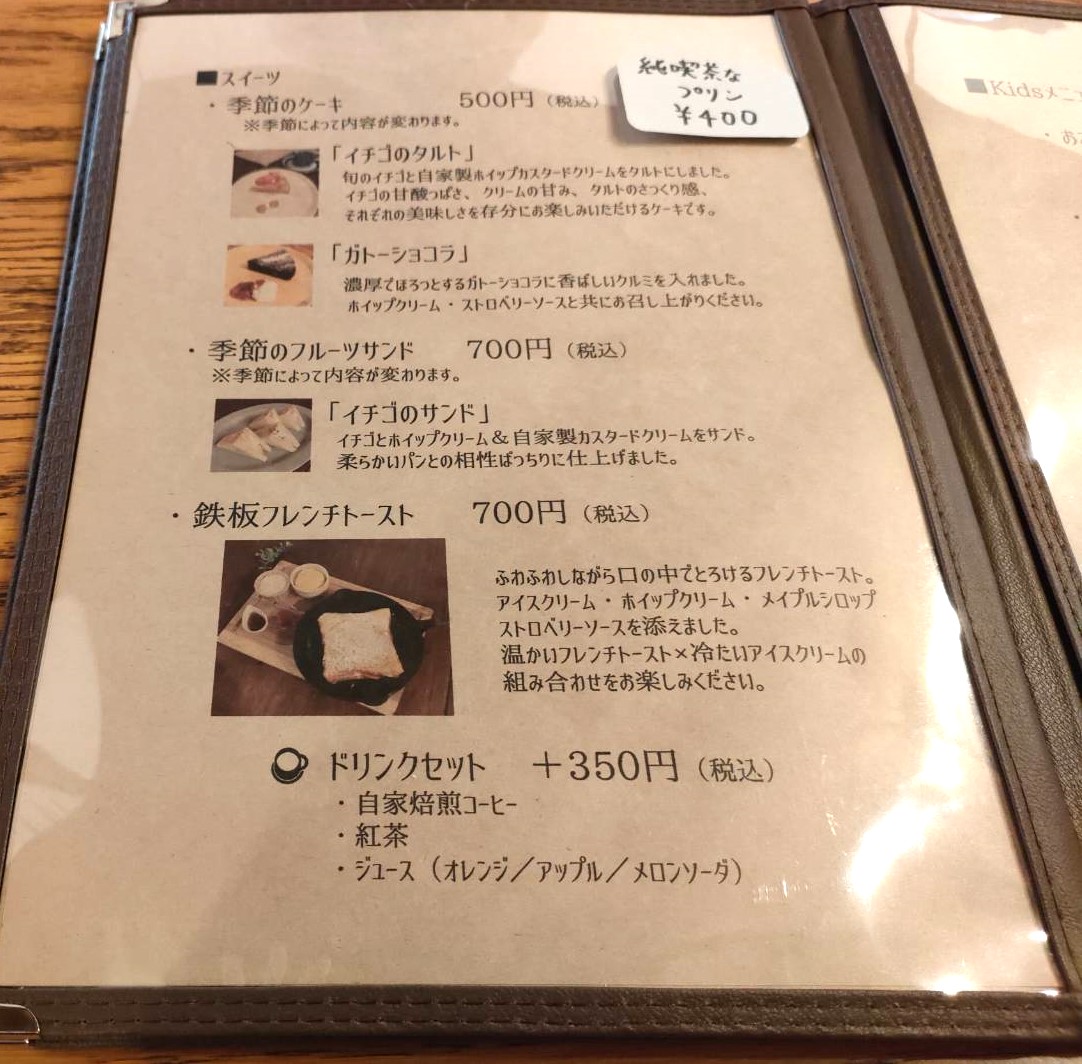 ■スイーツ
・季節のケーキ 500円（税込）
※季節によって内容が変わります。
純喫茶な
プリン
¥400
「イチゴのタルト」
旬のイチゴと自家製ホイップカスタードクリームをタルトにしました。
イチゴの甘酸っぱさ、クリームの甘み、タルトのさっくり感、
それぞれの美味しさを存分にお楽しみいただけるケーキです。
「ガトーショコラ」
濃厚でほろっとするガトーショコラに香ばしいクルミを入れました。
ホイップクリーム・ストロベリーソースと共にお召し上がりください。
・季節のフルーツサンド 700円（税込）
※季節によって内容が変わります。
「イチゴのサンド」
イチゴとホイップクリーム＆自家製カスタードクリームをサンド。
柔らかいパンとの相性ばっちりに仕上げました。
・鉄板フレンチトースト 700円（税込）
ふわふわしながら口の中でとろけるフレンチトースト。
アイスクリーム・ホイップクリーム・メイプルシロップ
ストロベリーソースを添えました。
温かいフレンチトースト×冷たいアイスクリームの
組み合わせをお楽しみください。
ドリンクセット ＋350円（税込）
・自家焙煎コーヒー
・紅茶
・ジュース（オレンジ／アップル／メロンソーダ）
■Kidsメニ